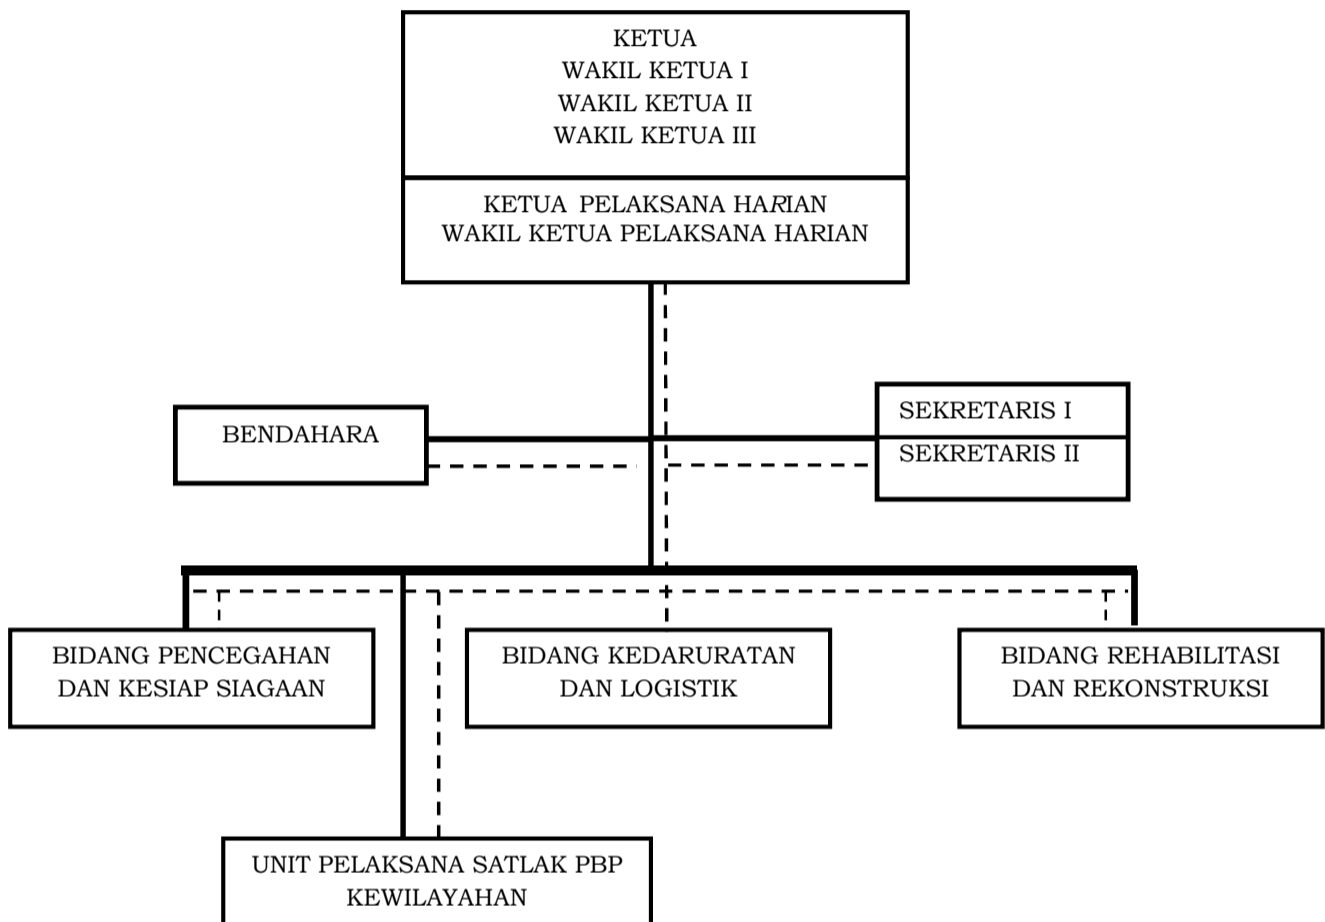 KETUA
WAKIL KETUA I
WAKIL KETUA II
WAKIL KETUA III
KETUA PELAKSANA HARIAN
WAKIL KETUA PELAKSANA HARIAN
BENDAHARA
SEKRETARIS I
SEKRETARIS II
BIDANG PENCEGAHAN
DAN KESIAP SIAGAAN
BIDANG KEDARURATAN
DAN LOGISTIK
BIDANG REHABILITASI
DAN REKONSTRUKSI
UNIT PELAKSANA SATLAK PBP
KEWILAYAHAN